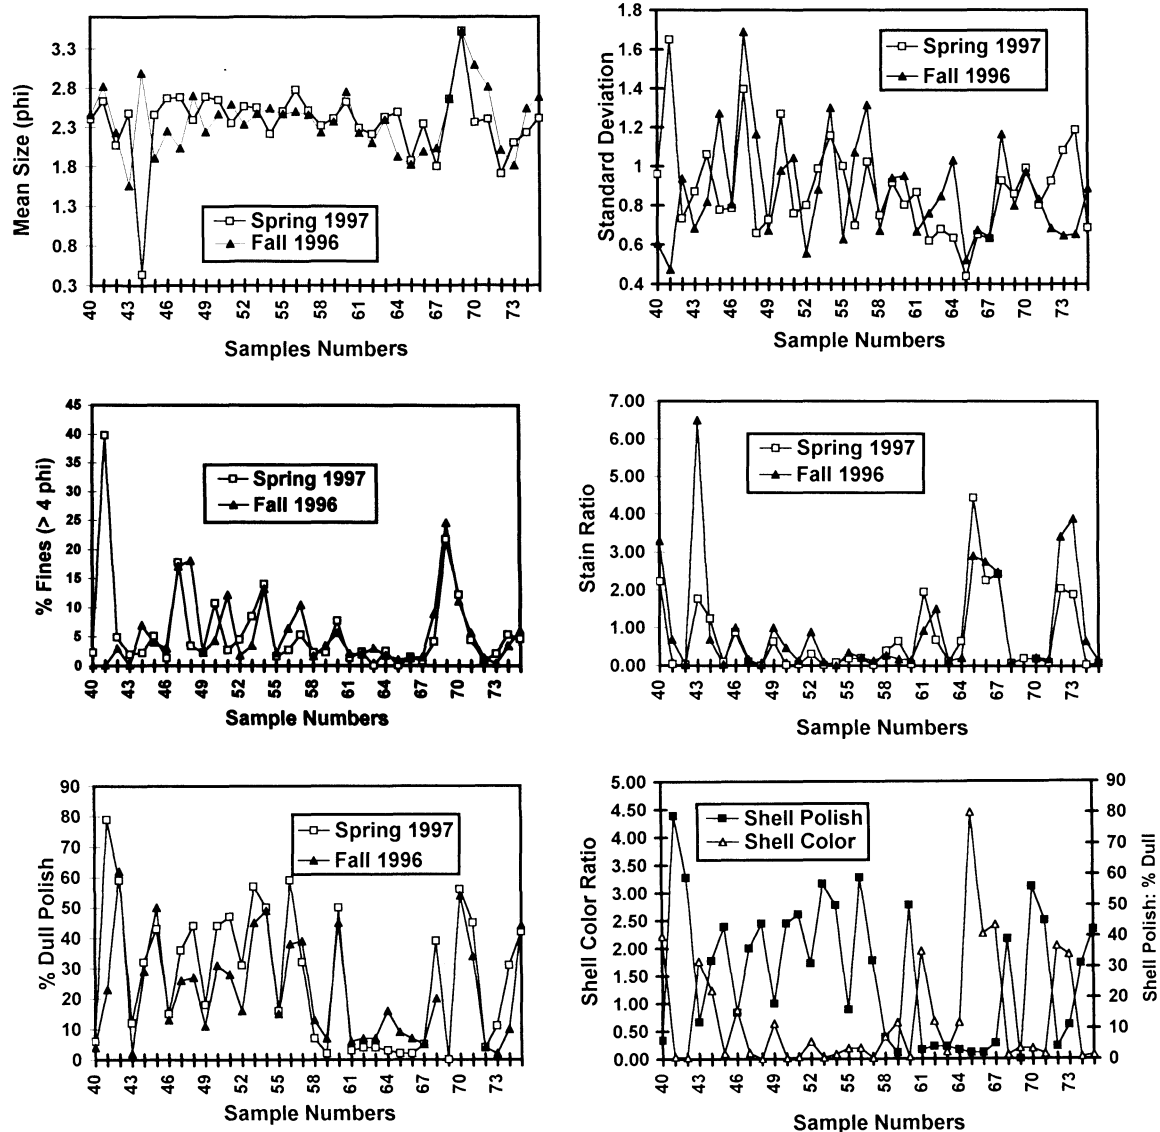 Mean Size (phi)
3.3
2.8
2.3
1.8
1.3
0.8
0.3
Spring 1997
Fall 1996
40 43 46 49 52 55 58 61 64 67 70 73
Samples Numbers
Standard Deviation
1.8
1.6
1.4
1.2
1
0.8
0.6
0.4
Spring 1997
Fall 1996
40 43 46 49 52 55 58 61 64 67 70 73
Sample Numbers
% Fines (> 4 phi)
45
40
35
30
25
20
15
10
5
0
Spring 1997
Fall 1996
40 43 46 49 52 55 58 61 64 67 70 73
Sample Numbers
Stain Ratio
7.00
6.00
5.00
4.00
3.00
2.00
1.00
0.00
Spring 1997
Fall 1996
40 43 46 49 52 55 58 61 64 67 70 73
Sample Numbers
% Dull Polish
90
80
70
60
50
40
30
20
10
0
Spring 1997
Fall 1996
40 43 46 49 52 55 58 61 64 67 70 73
Sample Numbers
Shell Color Ratio
5.00
4.50
4.00
3.50
3.00
2.50
2.00
1.50
1.00
0.50
0.00
Shell Polish
Shell Color
90
80
70
60
50
40
30
20
10
0
Shell Polish: % Dull
40 43 46 49 52 55 58 61 64 67 70 73
Sample Numbers